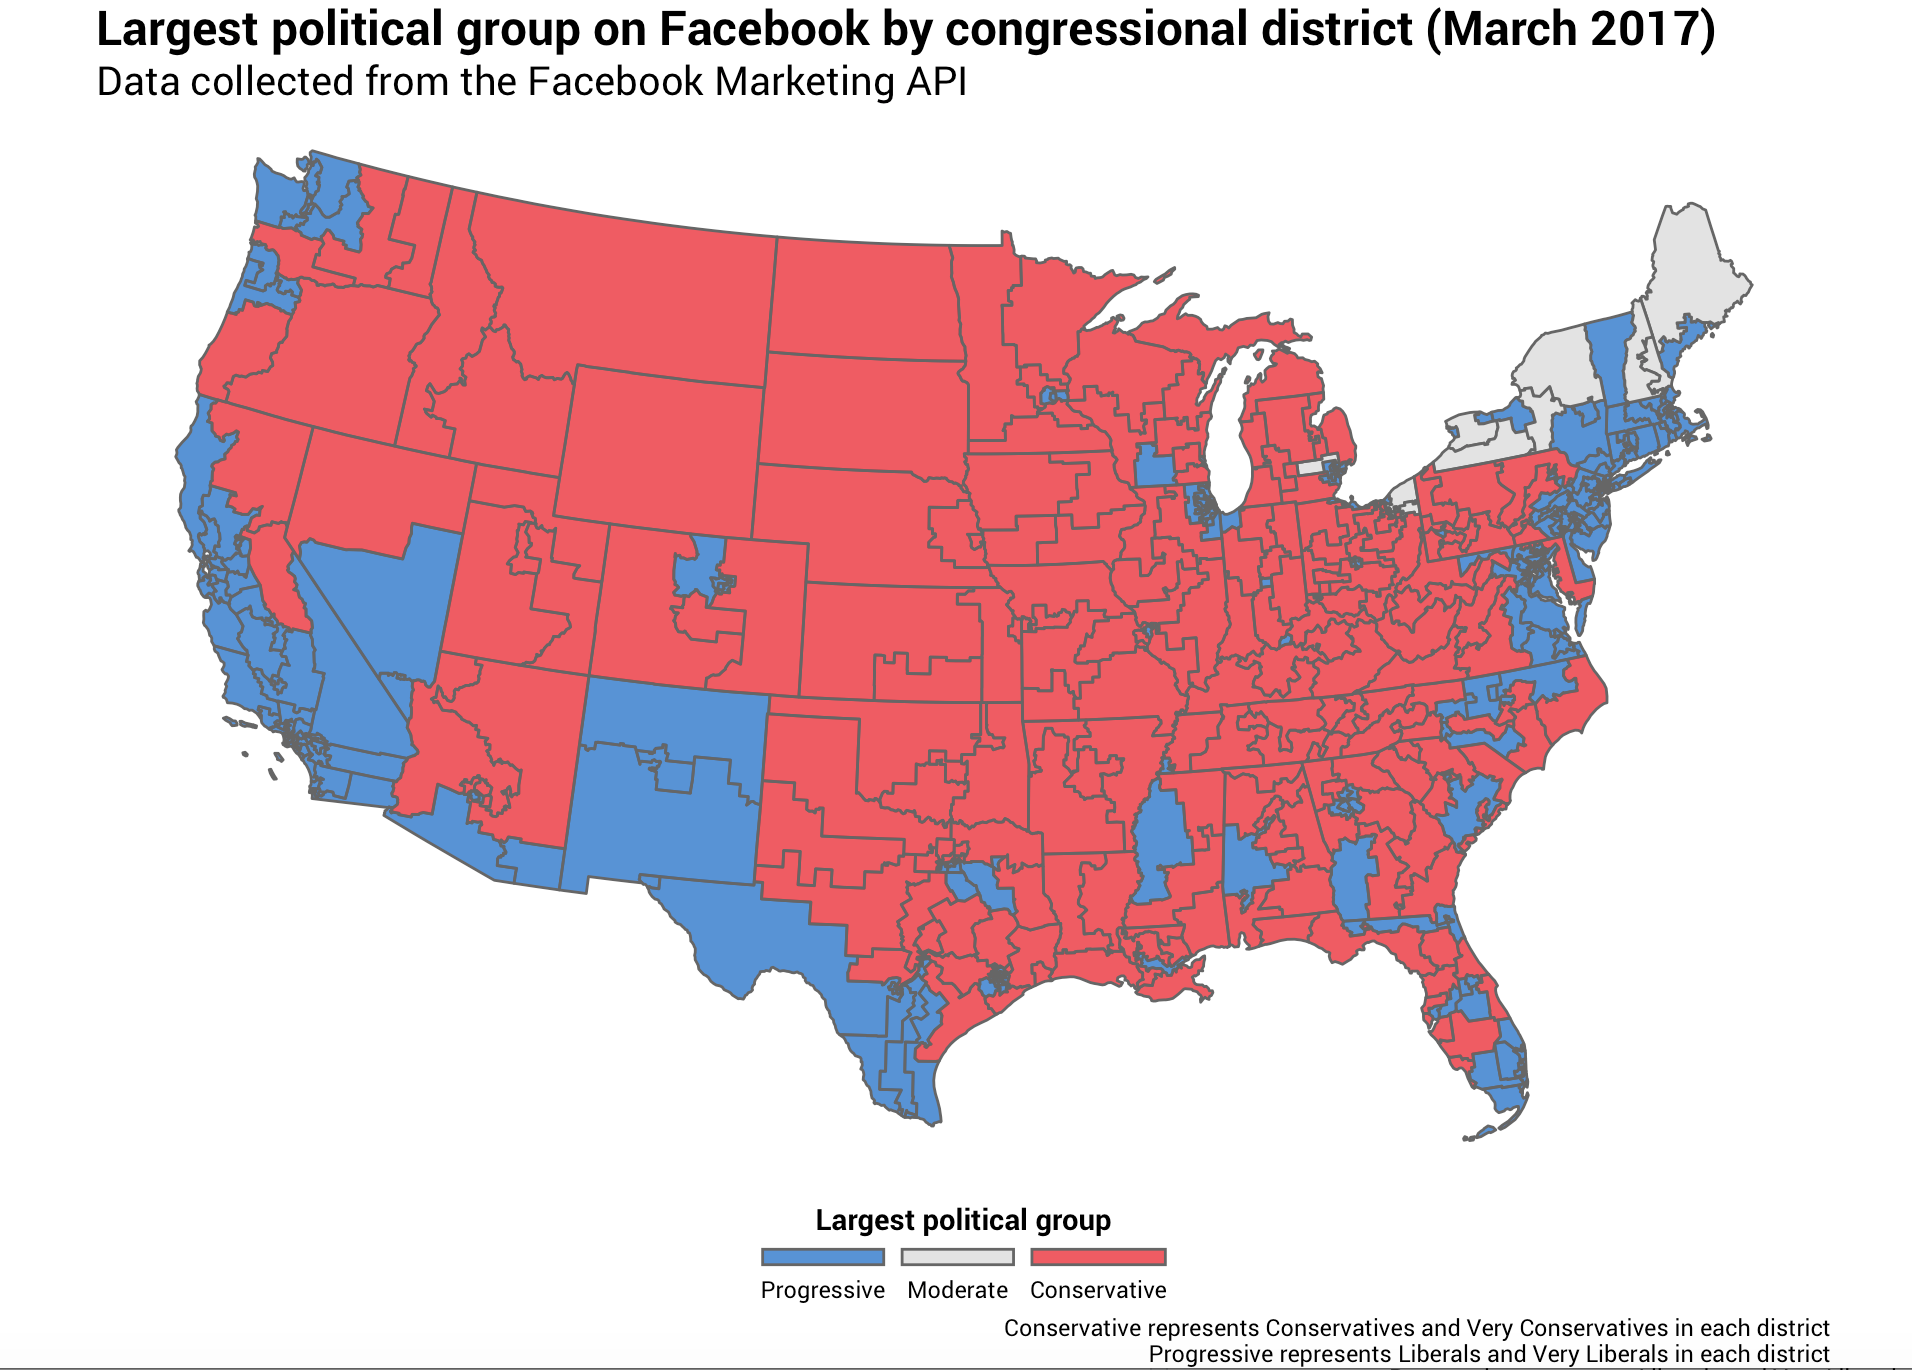 Largest political group on Facebook by congressional district (March 2017)
Data collected from the Facebook Marketing API
Largest political group
Progressive Moderate Conservative
Conservative represents Conservatives and Very Conservatives in each district
Progressive represents Liberals and Very Liberals in each district